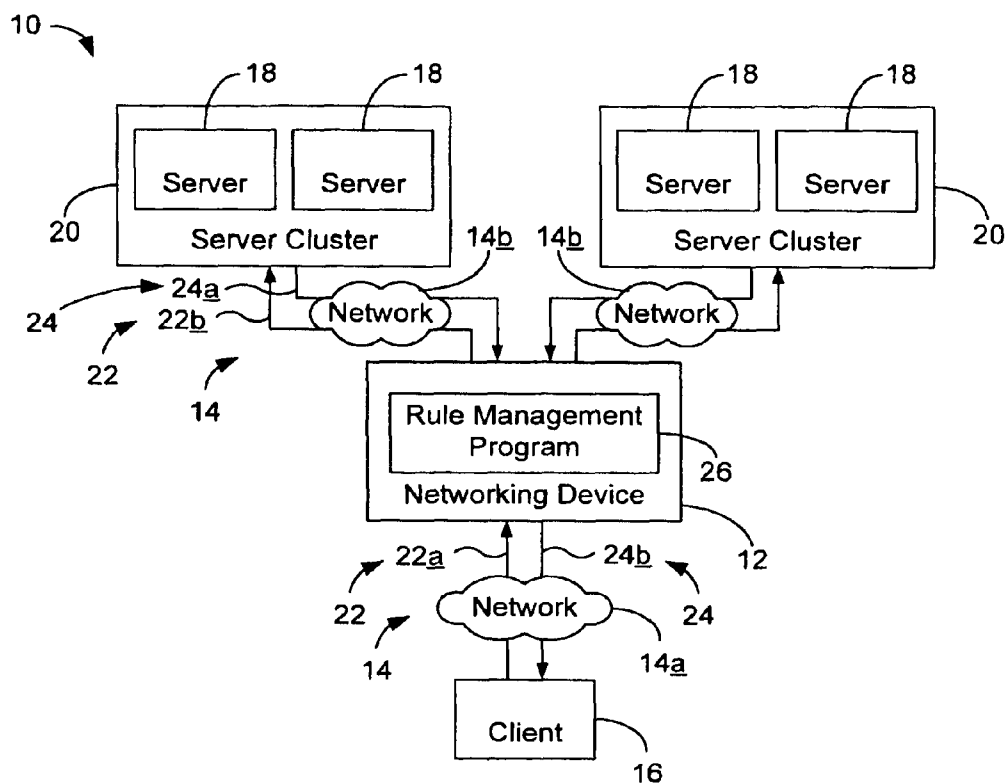 10
18 18 18 18
Server Server Server Server
20 Server Cluster 14b 14b Server Cluster 20
24 24a Network Network
22 22b
14
Rule Management
Program
26
Networking Device
12
22a 24b
22 24
Network
14 14a
Client
16